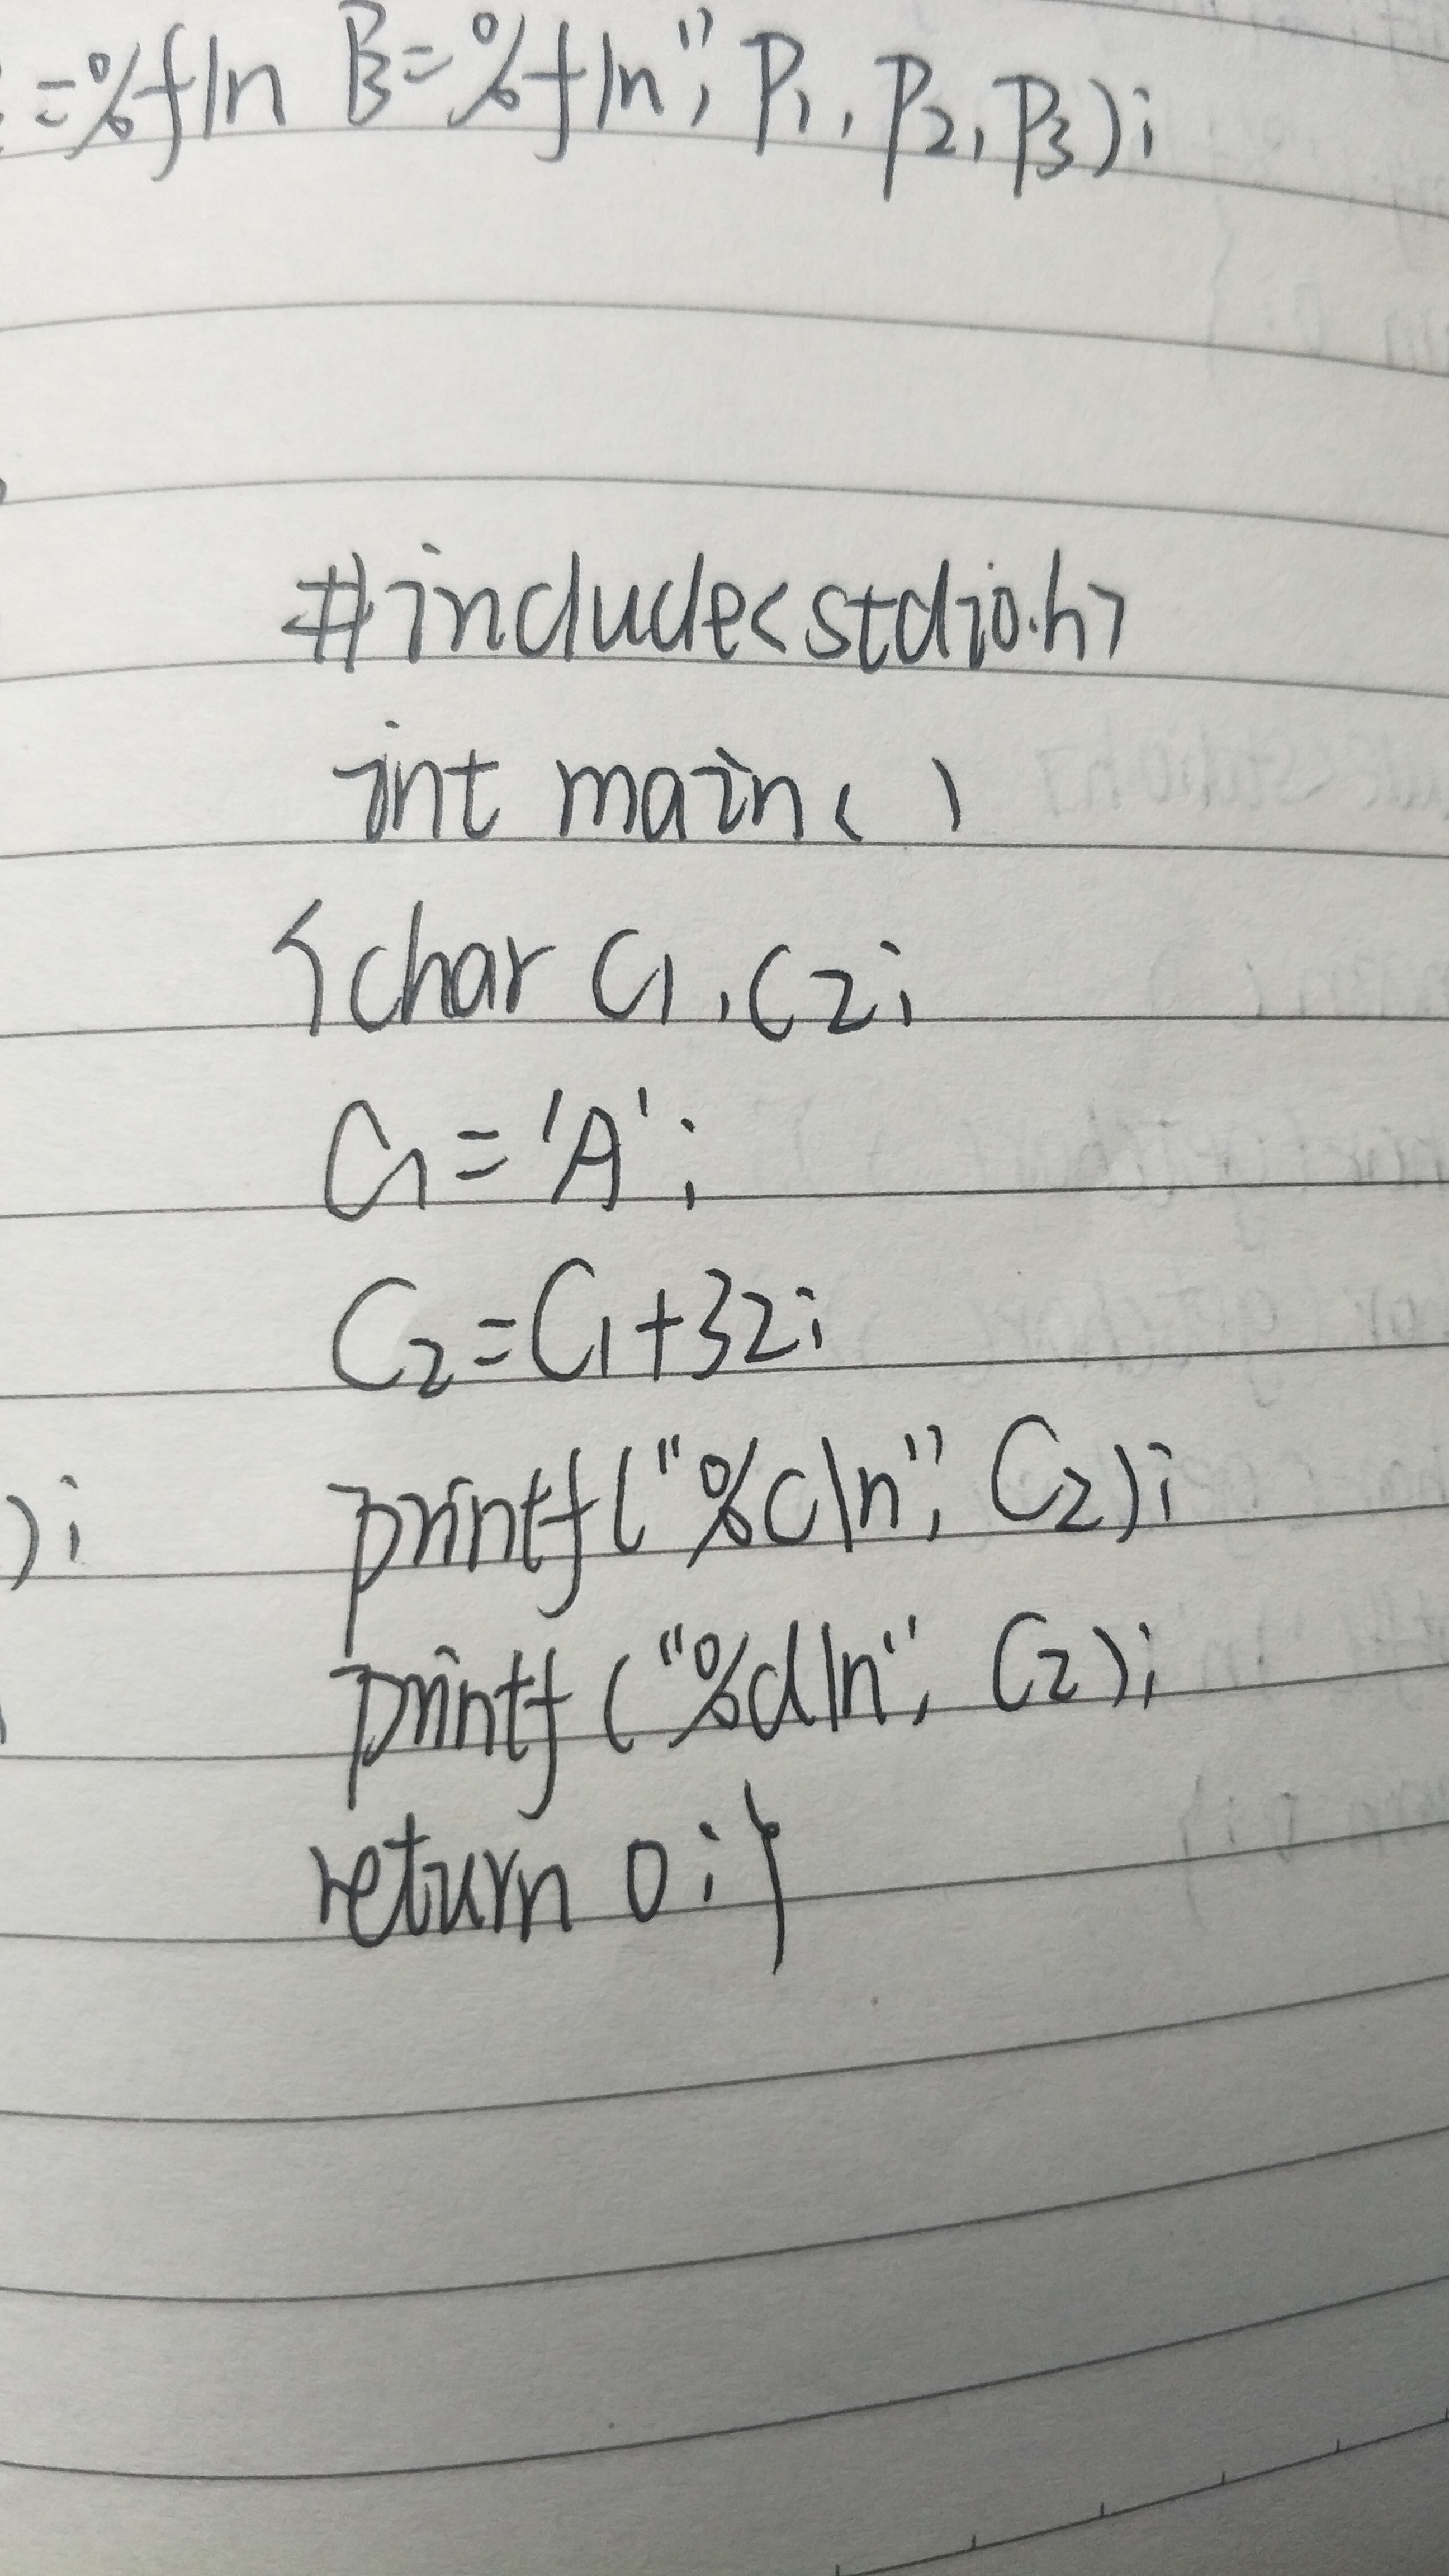 =%f\n B=%f\n", P1, P2, P3);
#include<stdio.h>
int main( )
{char C1,C2;
C1='A';
C2=C1+32;
);
printf("%c\n", C2);
printf("%d\n", C2);
return 0;}